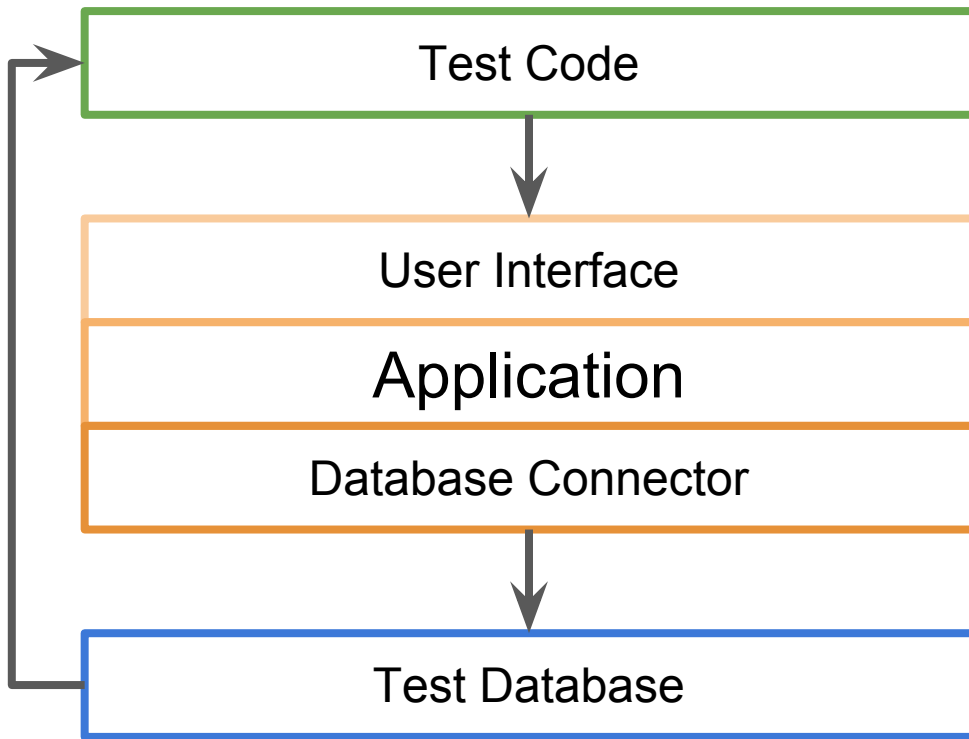 Test Code
User Interface
Application
Database Connector
Test Database